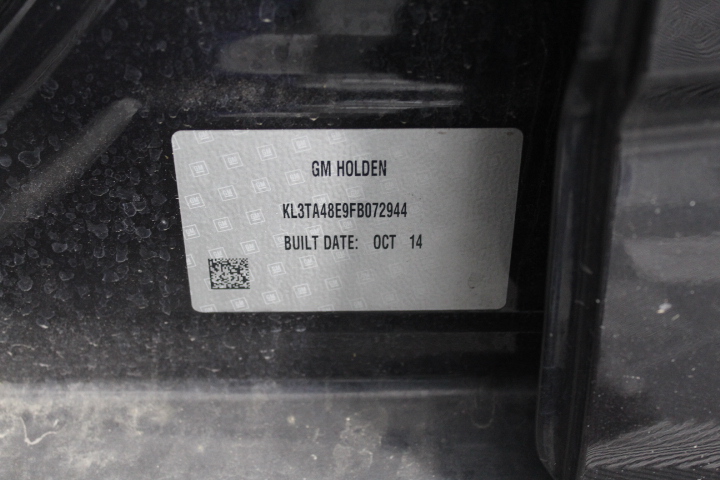 GM HOLDEN
KL3TA48E9FB072944
BUILT DATE: OCT 14